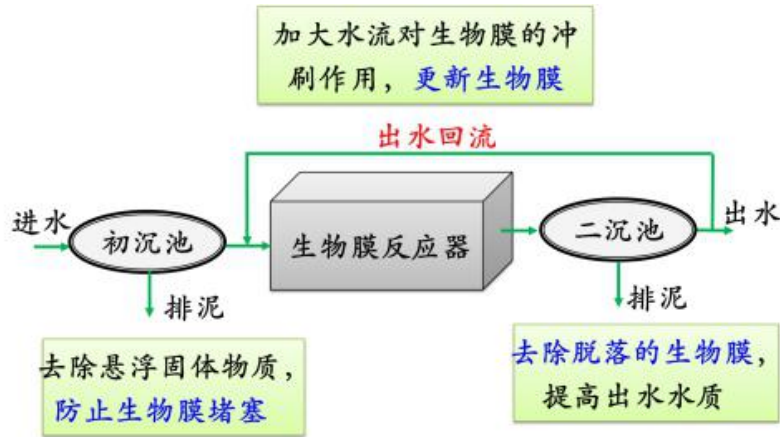 加大水流对生物膜的冲
刷作用，更新生物膜
出水回流
进水
初沉池
生物膜反应器
二沉池
出水
排泥
排泥
去除悬浮固体物质，
防止生物膜堵塞
去除脱落的生物膜，
提高出水水质